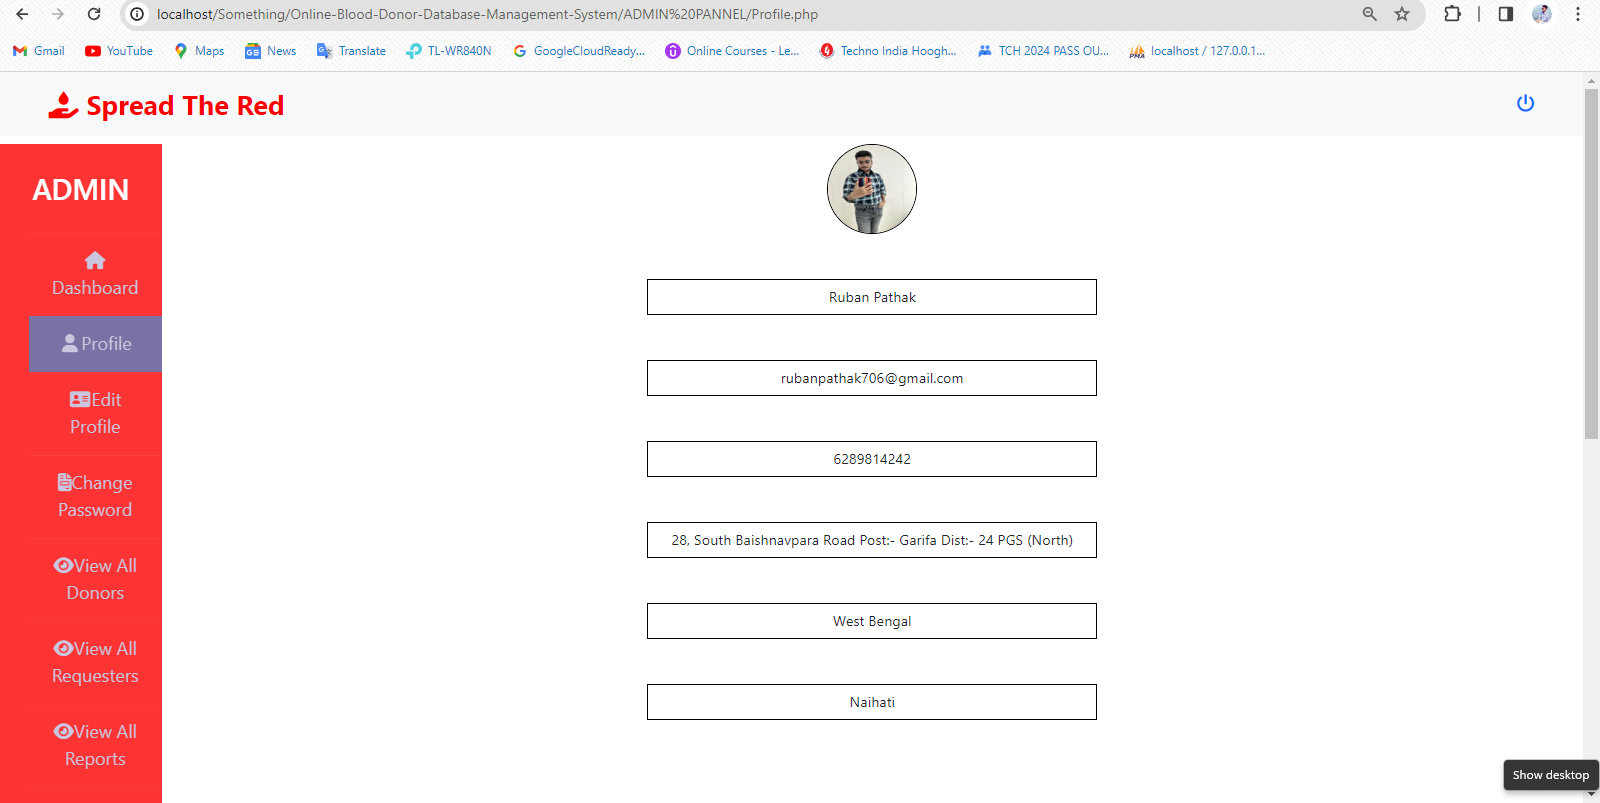 localhost/Something/Online-Blood-Donor-Database-Management-System/ADMIN%20PANNEL/Profile.php
Gmail YouTube Maps News Translate TL-WR840N GoogleCloudReady... Online Courses - Le... Techno India Hoogh... TCH 2024 PASS OU... localhost / 127.0.0.1...
Spread The Red
ADMIN
Dashboard
Profile
Edit
Profile
Change
Password
View All
Donors
View All
Requesters
View All
Reports
Ruban Pathak
rubanpathak706@gmail.com
6289814242
28, South Baishnavpara Road Post:- Garifa Dist:- 24 PGS (North)
West Bengal
Naihati
Show desktop